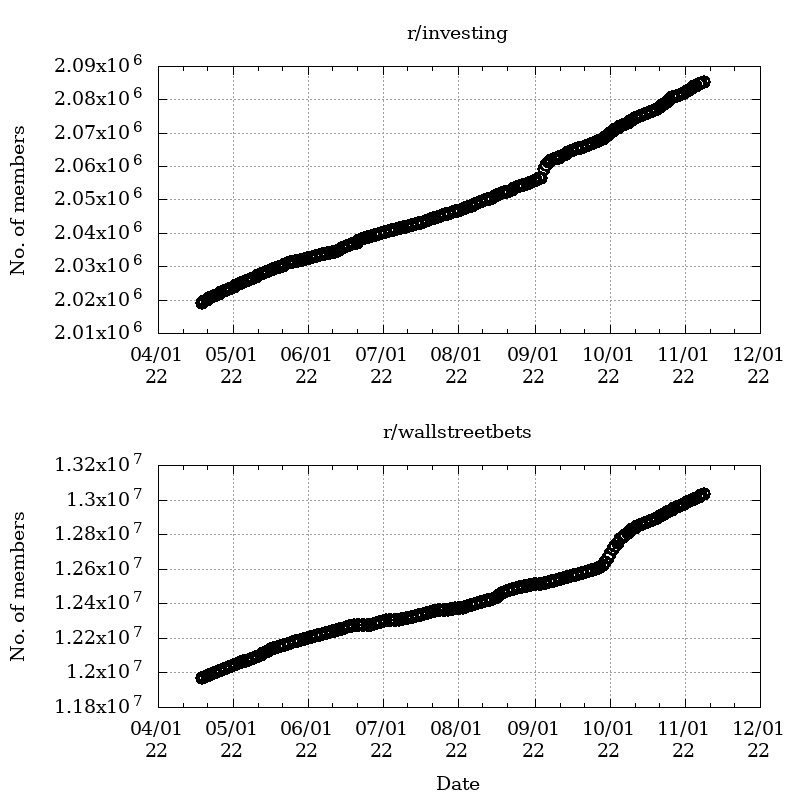 r/investing
No. of members
2.09x10^6
2.08x10^6
2.07x10^6
2.06x10^6
2.05x10^6
2.04x10^6
2.03x10^6
2.02x10^6
2.01x10^6
04/01 05/01 06/01 07/01 08/01 09/01 10/01 11/01 12/01
22 22 22 22 22 22 22 22 22
r/wallstreetbets
No. of members
1.32x10^7
1.3x10^7
1.28x10^7
1.26x10^7
1.24x10^7
1.22x10^7
1.2x10^7
1.18x10^7
04/01 05/01 06/01 07/01 08/01 09/01 10/01 11/01 12/01
22 22 22 22 22 22 22 22 22
Date